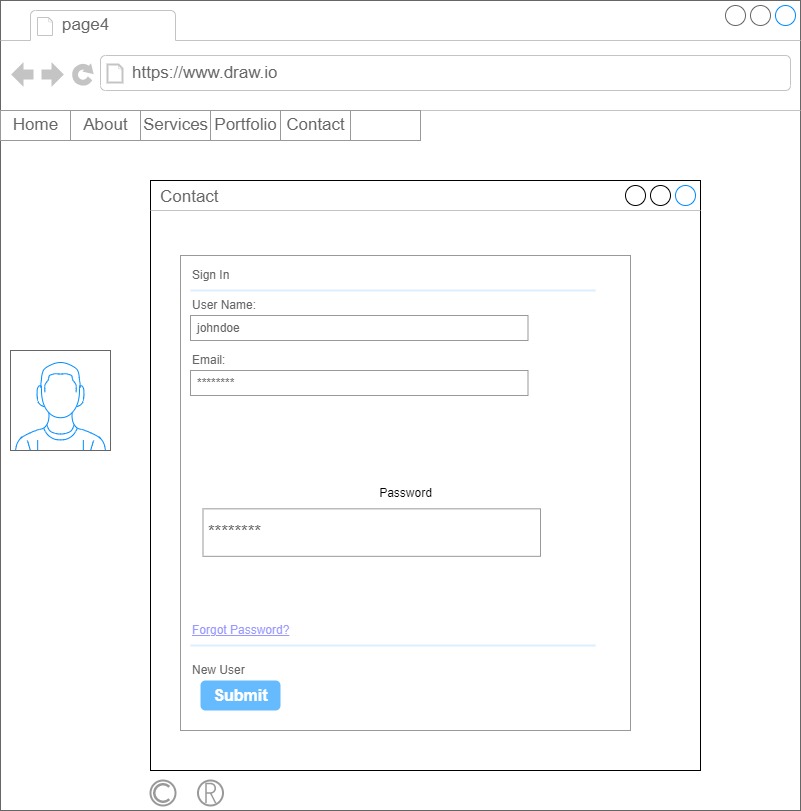 page4
https://www.draw.io
Home About Services Portfolio Contact
Contact
Sign In
User Name:
johndoe
Email:
********
Password
********
Forgot Password?
New User
Submit
© ®